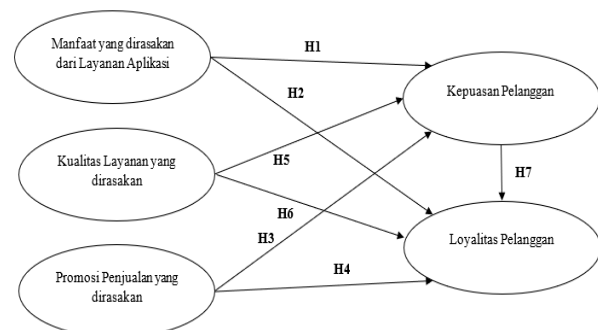 Manfaat yang dirasakan
dari Layanan Aplikasi
H1
H2
Kepuasan Pelanggan
Kualitas Layanan yang
dirasakan
H5
H7
H6
H3
Loyalitas Pelanggan
H4
Promosi Penjualan yang
dirasakan